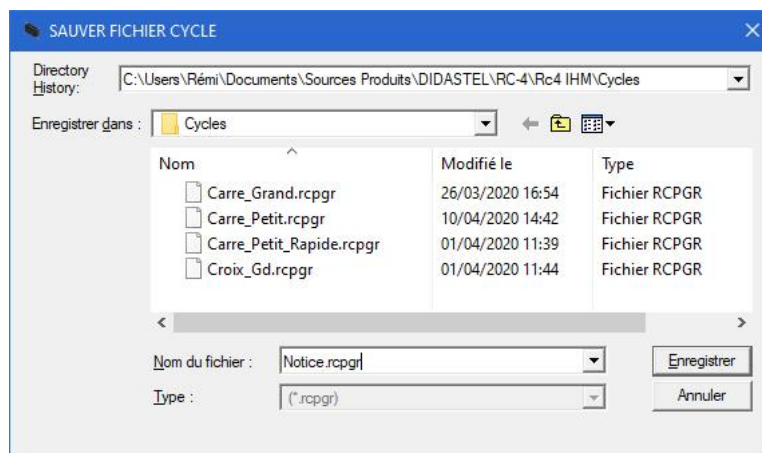 SAUVER FICHIER CYCLE
Directory History: C:\Users\Rémi\Documents\Sources Produits\DIDASTEL\RC-4\Rc4 IHM\Cycles
Enregistrer dans : Cycles
Nom Modifié le Type
Carre_Grand.rcpgr 26/03/2020 16:54 Fichier RCPGR
Carre_Petit.rcpgr 10/04/2020 14:42 Fichier RCPGR
Carre_Petit_Rapide.rcpgr 01/04/2020 11:39 Fichier RCPGR
Croix_Gd.rcpgr 01/04/2020 11:44 Fichier RCPGR
Nom du fichier : Notice.rcpgr Enregistrer
Type : (*.rcpgr) Annuler